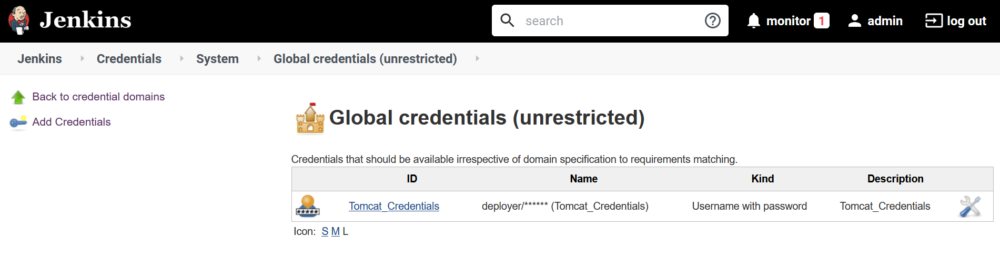 Jenkins
search
monitor 1 admin log out
Jenkins Credentials System Global credentials (unrestricted)
Back to credential domains
Add Credentials
Global credentials (unrestricted)
Credentials that should be available irrespective of domain specification to requirements matching.
ID Name Kind Description
Tomcat_Credentials deployer/****** (Tomcat_Credentials) Username with password Tomcat_Credentials
Icon: S M L